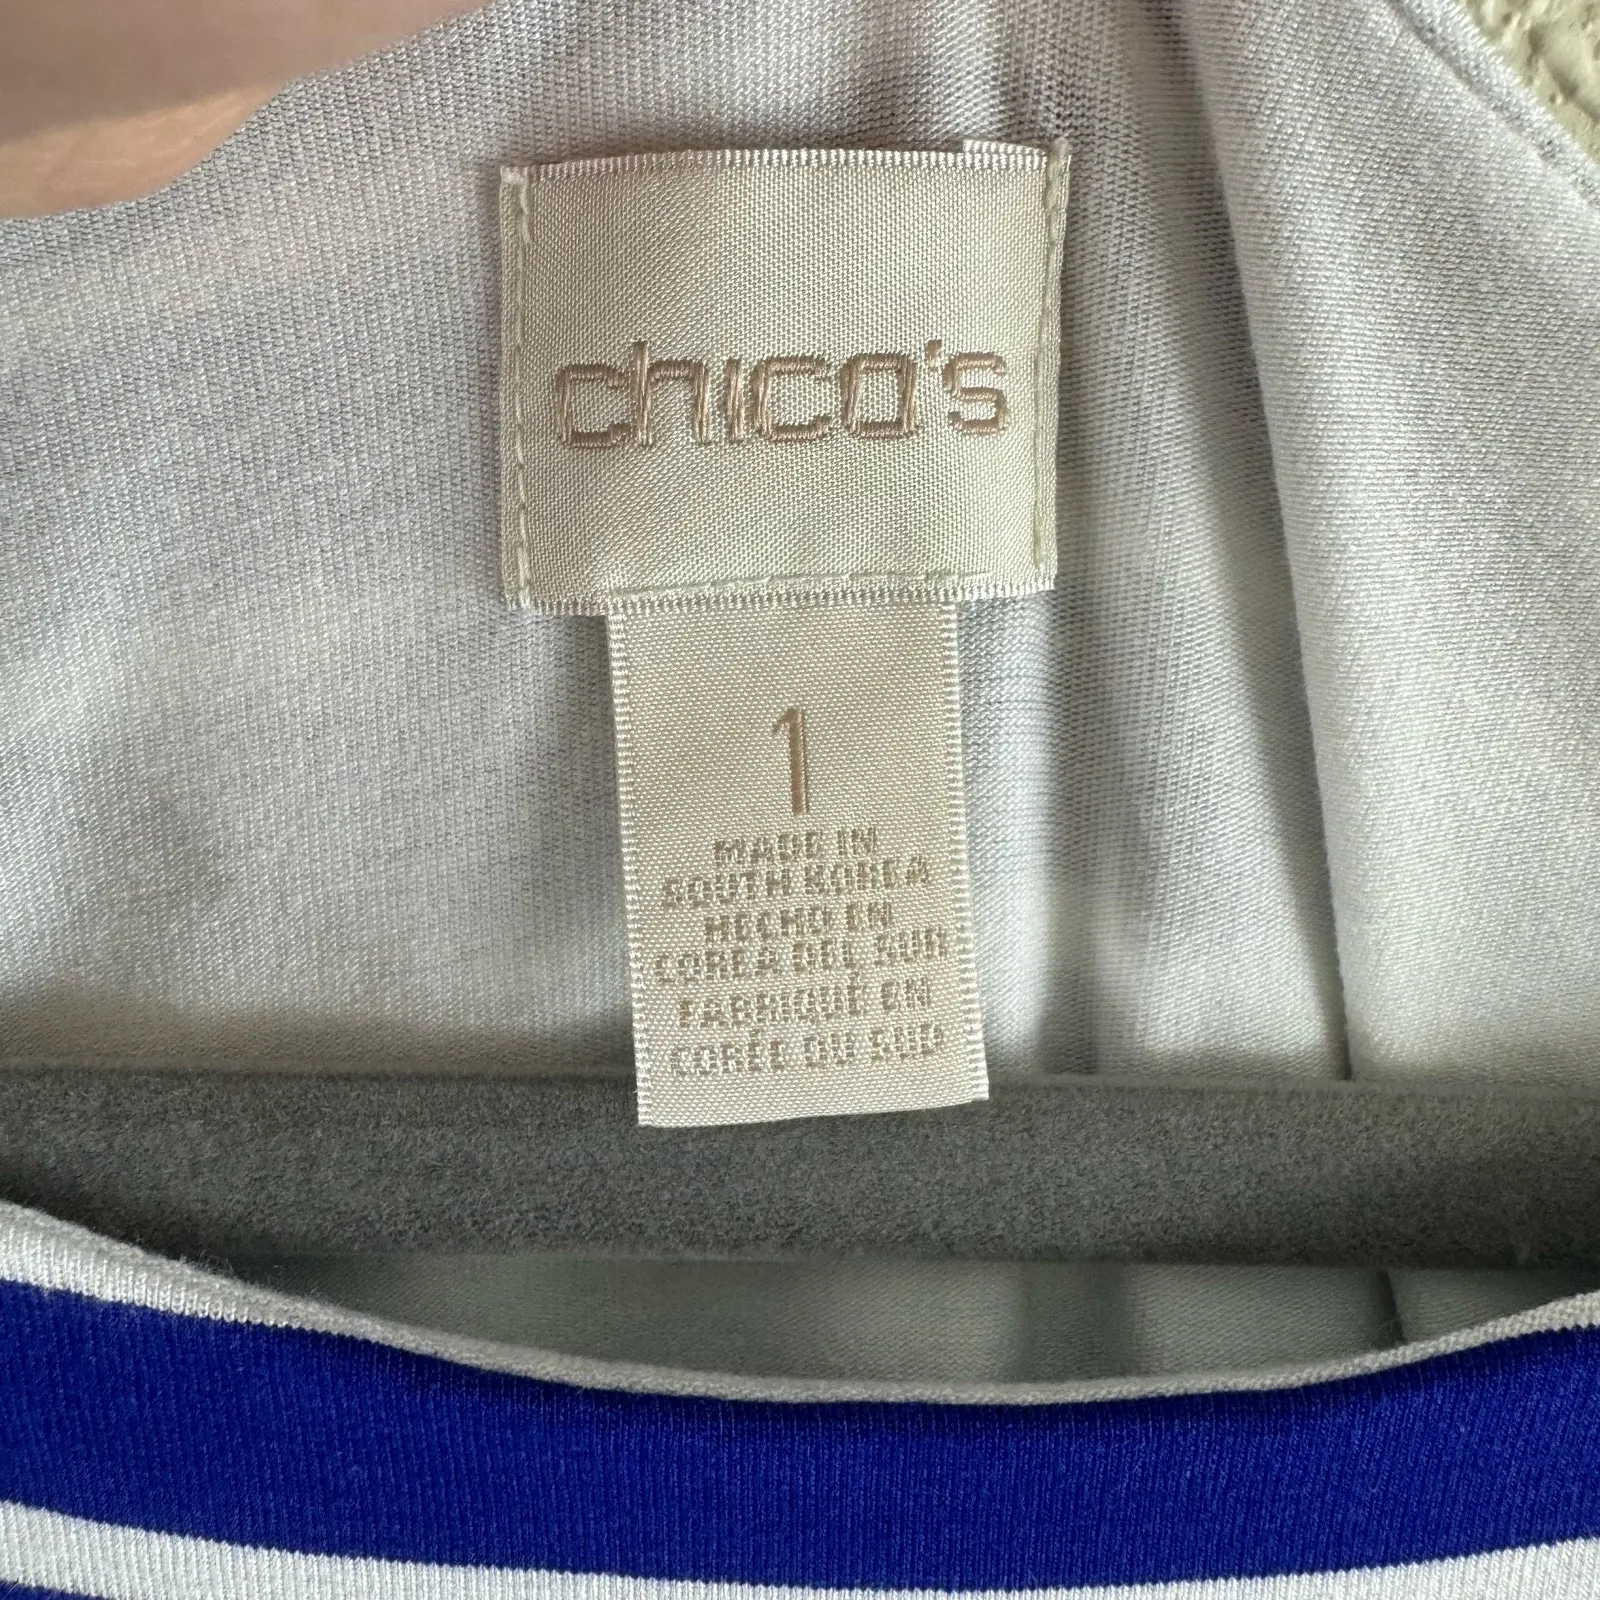 chico's
1
MADE IN
SOUTH KOREA
HECHO EN
COREA DEL SUR
FABRIQUÉ EN
CORÉE DU SUD